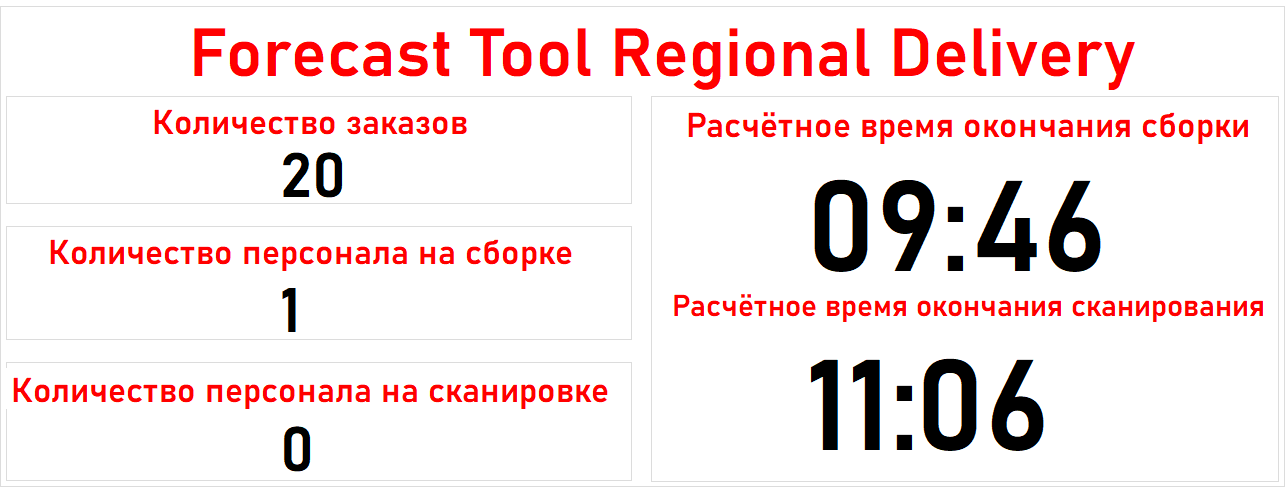 Forecast Tool Regional Delivery
Количество заказов
20
Количество персонала на сборке
1
Количество персонала на сканировке
0
Расчётное время окончания сборки
09:46
Расчётное время окончания сканирования
11:06